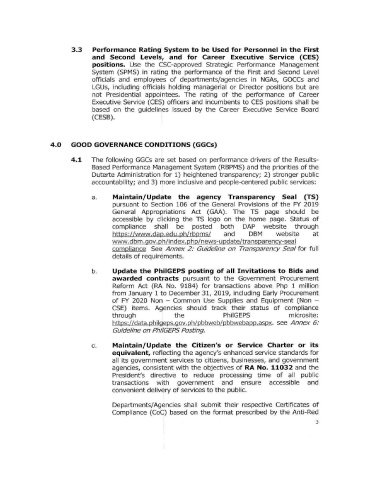 3.3 Performance Rating System to be Used for Personnel in the First
and Second Levels, and for Career Executive Service (CES)
positions. Use the CSC-approved Strategic Performance Management
System (SPMS) in rating the performance of the First and Second Level
officials and employees of departments/agencies in NGAs, GOCCs and
LGUs, including officials holding managerial or Director positions but are
not Presidential appointees. The rating of the performance of Career
Executive Service (CES) officers and incumbents to CES positions shall be
based on the guidelines issued by the Career Executive Service Board
(CESB).
4.0 GOOD GOVERNANCE CONDITIONS (GGCs)
4.1 The following GGCs are set based on performance drivers of the Results-
Based Performance Management System (RBPMS) and the priorities of the
Duterte Administration for 1) heightened transparency; 2) stronger public
accountability; and 3) more inclusive and people-centered public services:
a. Maintain/Update the agency Transparency Seal (TS)
pursuant to Section 106 of the General Provisions of the FY 2019
General Appropriations Act (GAA). The TS page should be
accessible by clicking the TS logo on the home page. Status of
compliance shall be posted both DAP website through
https://www.dap.edu.ph/rbpms/ and DBM website at
www.dbm.gov.ph/index.php/news-update/transparency-seal
compliance See Annex 2: Guideline on Transparency Seal for full
details of requirements.
b. Update the PhilGEPS posting of all Invitations to Bids and
awarded contracts pursuant to the Government Procurement
Reform Act (RA No. 9184) for transactions above Php 1 million
from January 1 to December 31, 2019, including Early Procurement
of FY 2020 Non – Common Use Supplies and Equipment (Non –
CSE) items. Agencies should track their status of compliance
through the PhilGEPS microsite:
https://data.philgeps.gov.ph/pbbweb/pbbwebapp.aspx. see Annex 6:
Guideline on PhilGEPS Posting.
c. Maintain/Update the Citizen's or Service Charter or its
equivalent, reflecting the agency's enhanced service standards for
all its government services to citizens, businesses, and government
agencies, consistent with the objectives of RA No. 11032 and the
President's directive to reduce processing time of all public
transactions with government and ensure accessible and
convenient delivery of services to the public.
Departments/Agencies shall submit their respective Certificates of
Compliance (CoC) based on the format prescribed by the Anti-Red
2